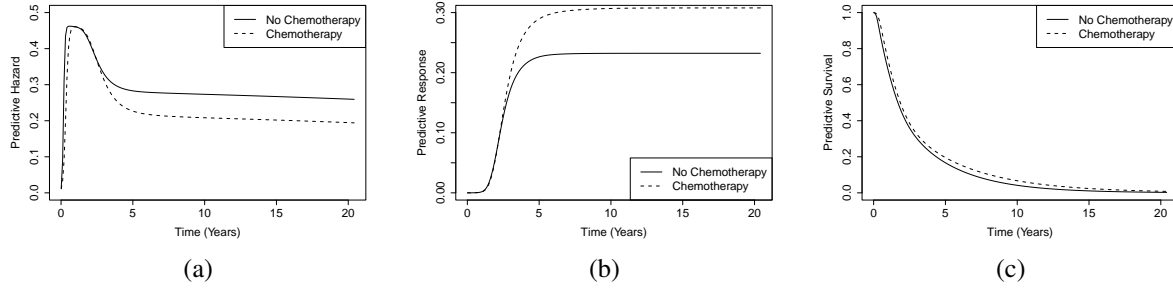 0.5
0.4
0.3
0.2
0.1
0.0
Predictive Hazard
No Chemotherapy
Chemotherapy
0 5 10 15 20
Time (Years)
(a)
0.30
0.20
0.10
0.00
Predictive Response
No Chemotherapy
Chemotherapy
0 5 10 15 20
Time (Years)
(b)
1.0
0.8
0.6
0.4
0.2
0.0
Predictive Survival
No Chemotherapy
Chemotherapy
0 5 10 15 20
Time (Years)
(c)